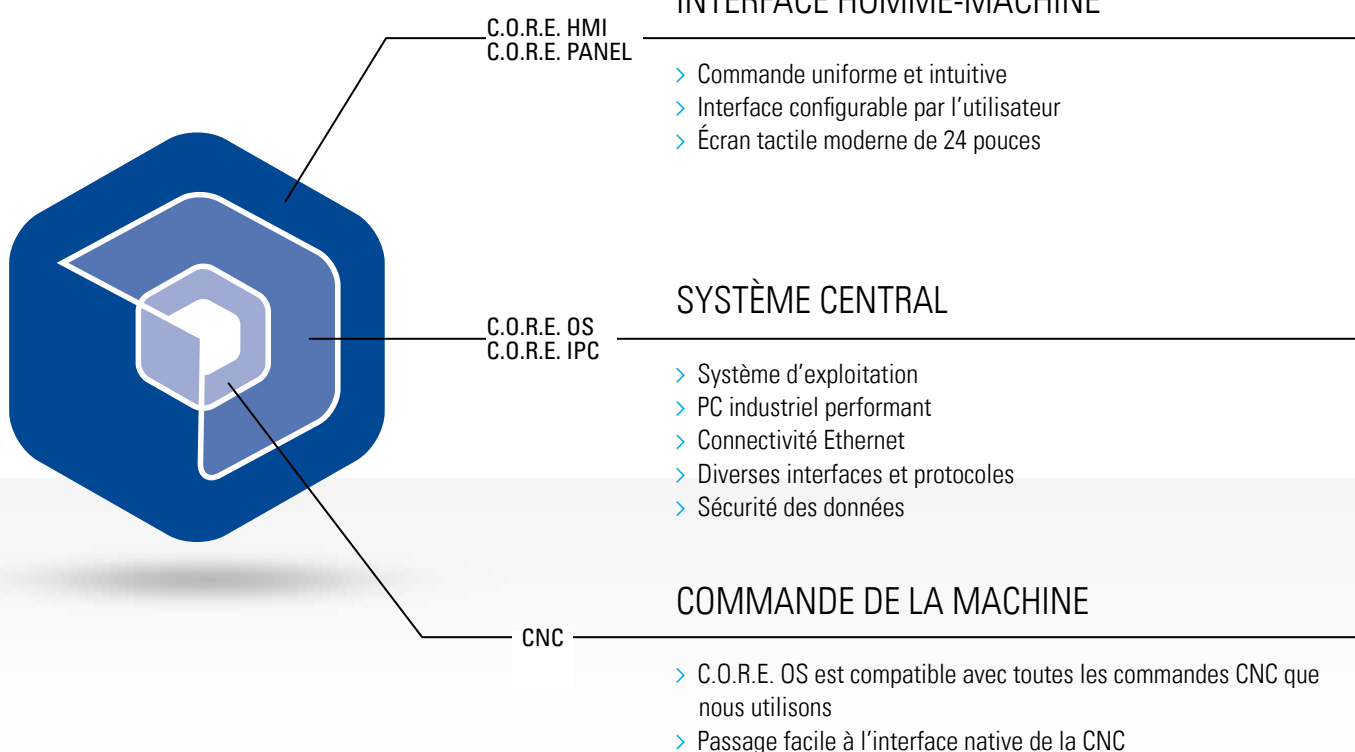 INTERFACE HOMME-MACHINE
C.O.R.E. HMI
C.O.R.E. PANEL
> Commande uniforme et intuitive
> Interface configurable par l’utilisateur
> Écran tactile moderne de 24 pouces
SYSTÈME CENTRAL
C.O.R.E. OS
C.O.R.E. IPC
> Système d’exploitation
> PC industriel performant
> Connectivité Ethernet
> Diverses interfaces et protocoles
> Sécurité des données
COMMANDE DE LA MACHINE
CNC
> C.O.R.E. OS est compatible avec toutes les commandes CNC que
nous utilisons
> Passage facile à l’interface native de la CNC